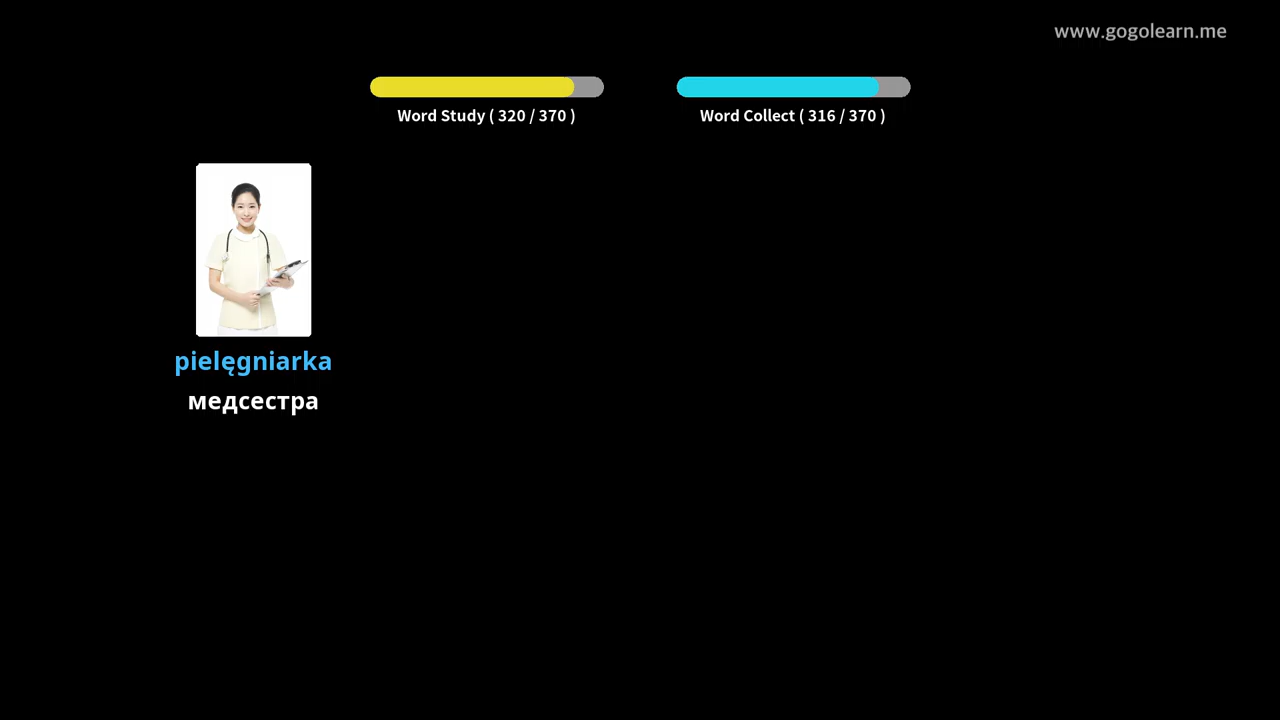 www.gogolearn.me
Word Study ( 320 / 370 )
Word Collect ( 316 / 370 )
pielęgniarka
медсестра